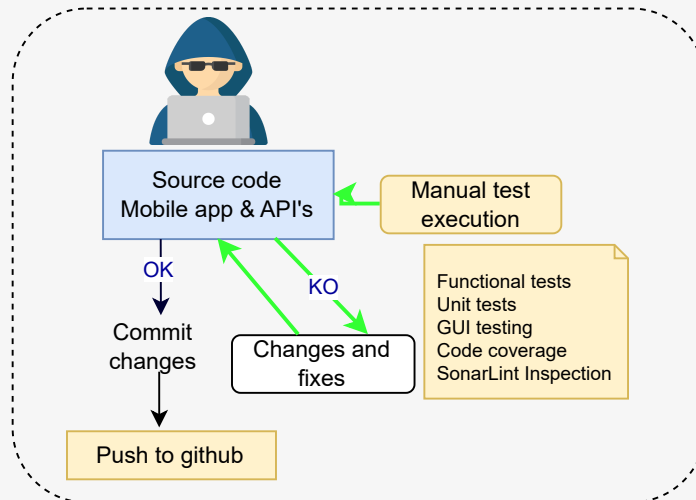 Source code
Mobile app & API's
Manual test
execution
OK
KO
Functional tests
Unit tests
GUI testing
Code coverage
SonarLint Inspection
Commit
changes
Changes and
fixes
Push to github